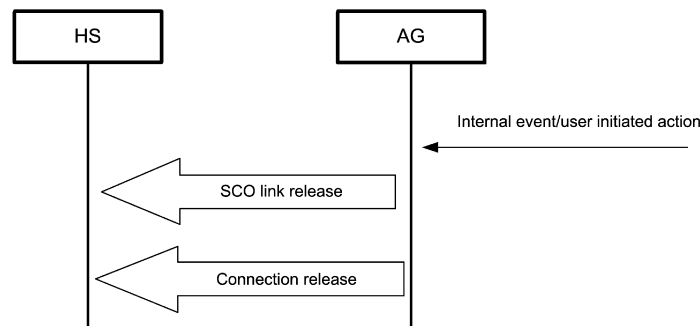 HS
AG
Internal event/user initiated action
SCO link release
Connection release